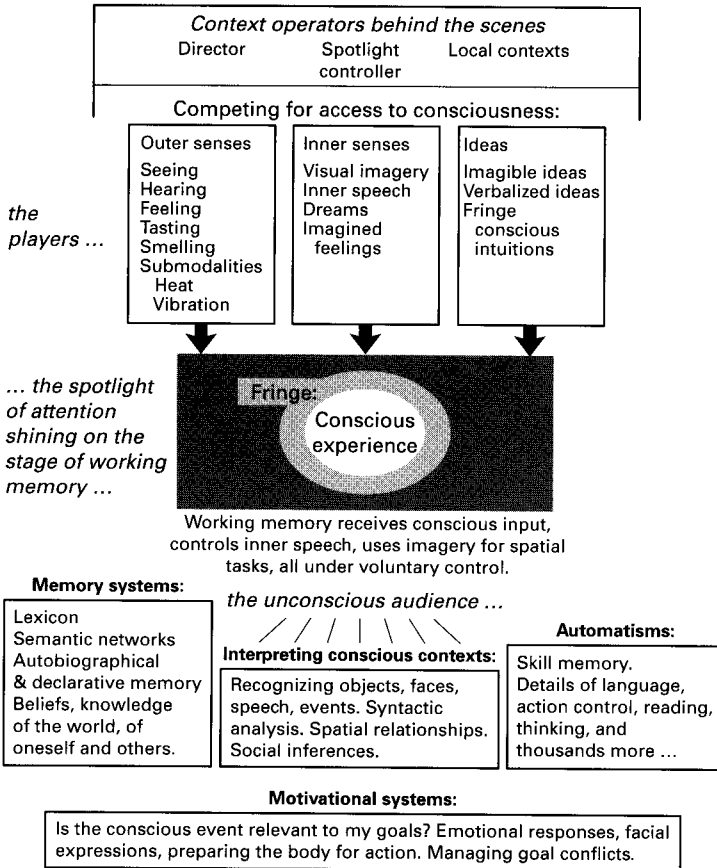 Context operators behind the scenes
Director Spotlight controller Local contexts
Competing for access to consciousness:
the
players ...
Outer senses
Seeing
Hearing
Feeling
Tasting
Smelling
Submodalities
Heat
Vibration
Inner senses
Visual imagery
Inner speech
Dreams
Imagined
feelings
Ideas
Imagible ideas
Verbalized ideas
Fringe
conscious
intuitions
... the spotlight
of attention
shining on the
stage of working
memory ...
Fringe:
Conscious
experience
Working memory receives conscious input,
controls inner speech, uses imagery for spatial
tasks, all under voluntary control.
the unconscious audience ...
Memory systems:
Lexicon
Semantic networks
Autobiographical
& declarative memory
Beliefs, knowledge
of the world, of
oneself and others.
Interpreting conscious contexts:
Recognizing objects, faces,
speech, events. Syntactic
analysis. Spatial relationships.
Social inferences.
Automatisms:
Skill memory.
Details of language,
action control, reading,
thinking, and
thousands more ...
Motivational systems:
Is the conscious event relevant to my goals? Emotional responses, facial
expressions, preparing the body for action. Managing goal conflicts.